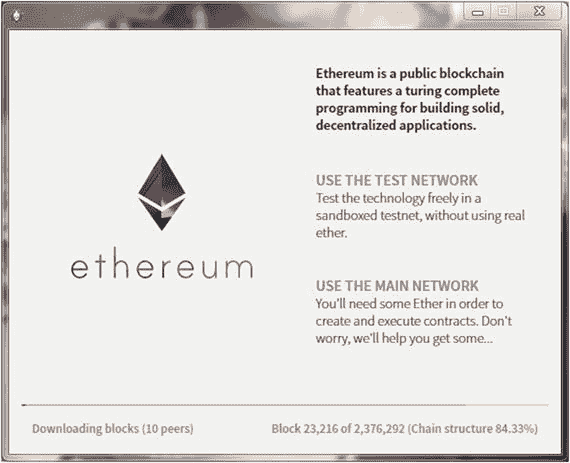 Ethereum is a public blockchain
that features a turing complete
programming for building solid,
decentralized applications.
USE THE TEST NETWORK
Test the technology freely in a
sandboxed testnet, without using real
ether.
ethereum
USE THE MAIN NETWORK
You'll need some Ether in order to
create and execute contracts. Don't
worry, we'll help you get some...
Downloading blocks (10 peers)
Block 23,216 of 2,376,292 (Chain structure 84.33%)